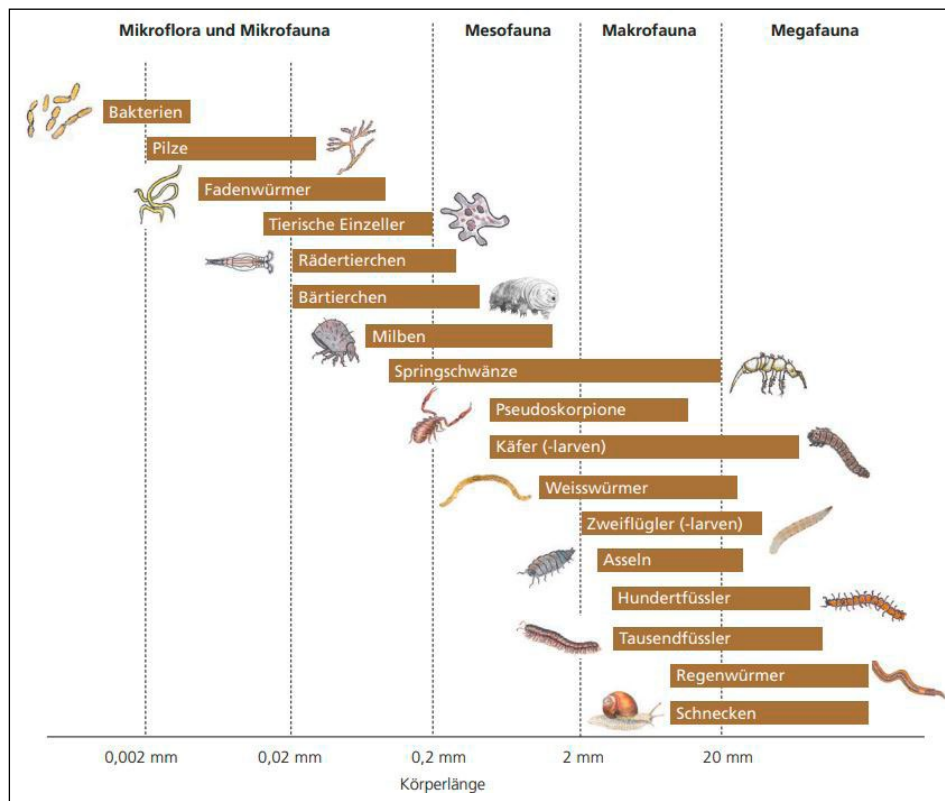 Mikroflora und Mikrofauna
Mesofauna
Makrofauna
Megafauna
Bakterien
Pilze
Fadenwürmer
Tierische Einzeller
Rädertierchen
Bärtierchen
Milben
Springschwänze
Pseudoskorpione
Käfer (-larven)
Weisswürmer
Zweiflügler (-larven)
Asseln
Hundertfüssler
Tausendfüssler
Regenwürmer
Schnecken
0,002 mm
0,02 mm
0,2 mm
2 mm
20 mm
Körperlänge